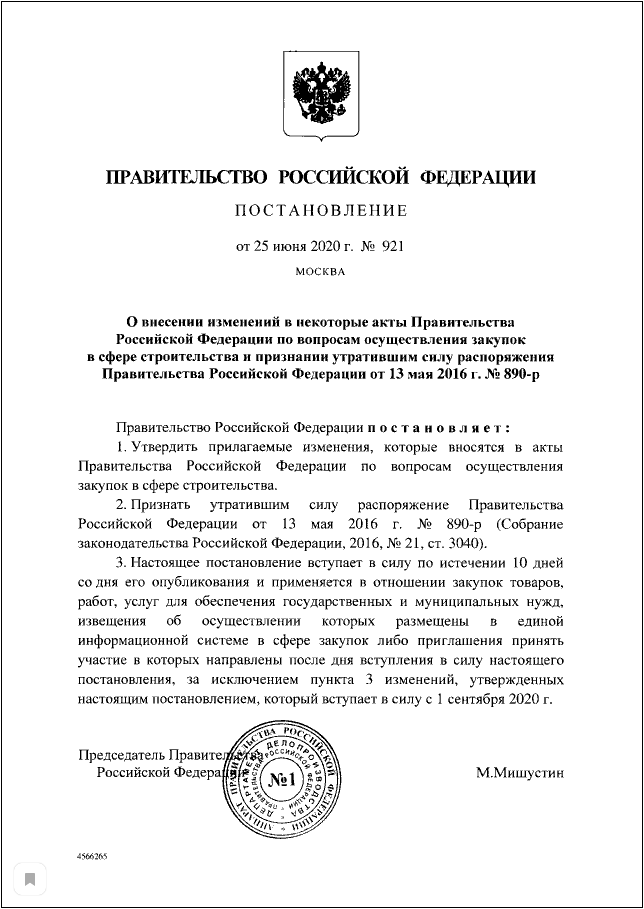 ПРАВИТЕЛЬСТВО РОССИЙСКОЙ ФЕДЕРАЦИИ
ПОСТАНОВЛЕНИЕ
от 25 июня 2020 г. № 921
МОСКВА
О внесении изменений в некоторые акты Правительства
Российской Федерации по вопросам осуществления закупок
в сфере строительства и признании утратившим силу распоряжения
Правительства Российской Федерации от 13 мая 2016 г. № 890-р
Правительство Российской Федерации постановляет:
1. Утвердить прилагаемые изменения, которые вносятся в акты
Правительства Российской Федерации по вопросам осуществления
закупок в сфере строительства.
2. Признать утратившим силу распоряжение Правительства
Российской Федерации от 13 мая 2016 г. № 890-р (Собрание
законодательства Российской Федерации, 2016, № 21, ст. 3040).
3. Настоящее постановление вступает в силу по истечении 10 дней
со дня его опубликования и применяется в отношении закупок товаров,
работ, услуг для обеспечения государственных и муниципальных нужд,
извещения об осуществлении которых размещены в единой
информационной системе в сфере закупок либо приглашения принять
участие в которых направлены после дня вступления в силу настоящего
постановления, за исключением пункта 3 изменений, утвержденных
настоящим постановлением, который вступает в силу с 1 сентября 2020 г.
Председатель Правительства
Российской Федерации
М.Мишустин
АППАРАТ ПРАВИТЕЛЬСТВА РОССИЙСКОЙ ФЕДЕРАЦИИ
ДЕПАРТАМЕНТ ДЕЛОПРОИЗВОДСТВА
ПРАВИТЕЛЬСТВА РОССИЙСКОЙ ФЕДЕРАЦИИ
№1
4566265